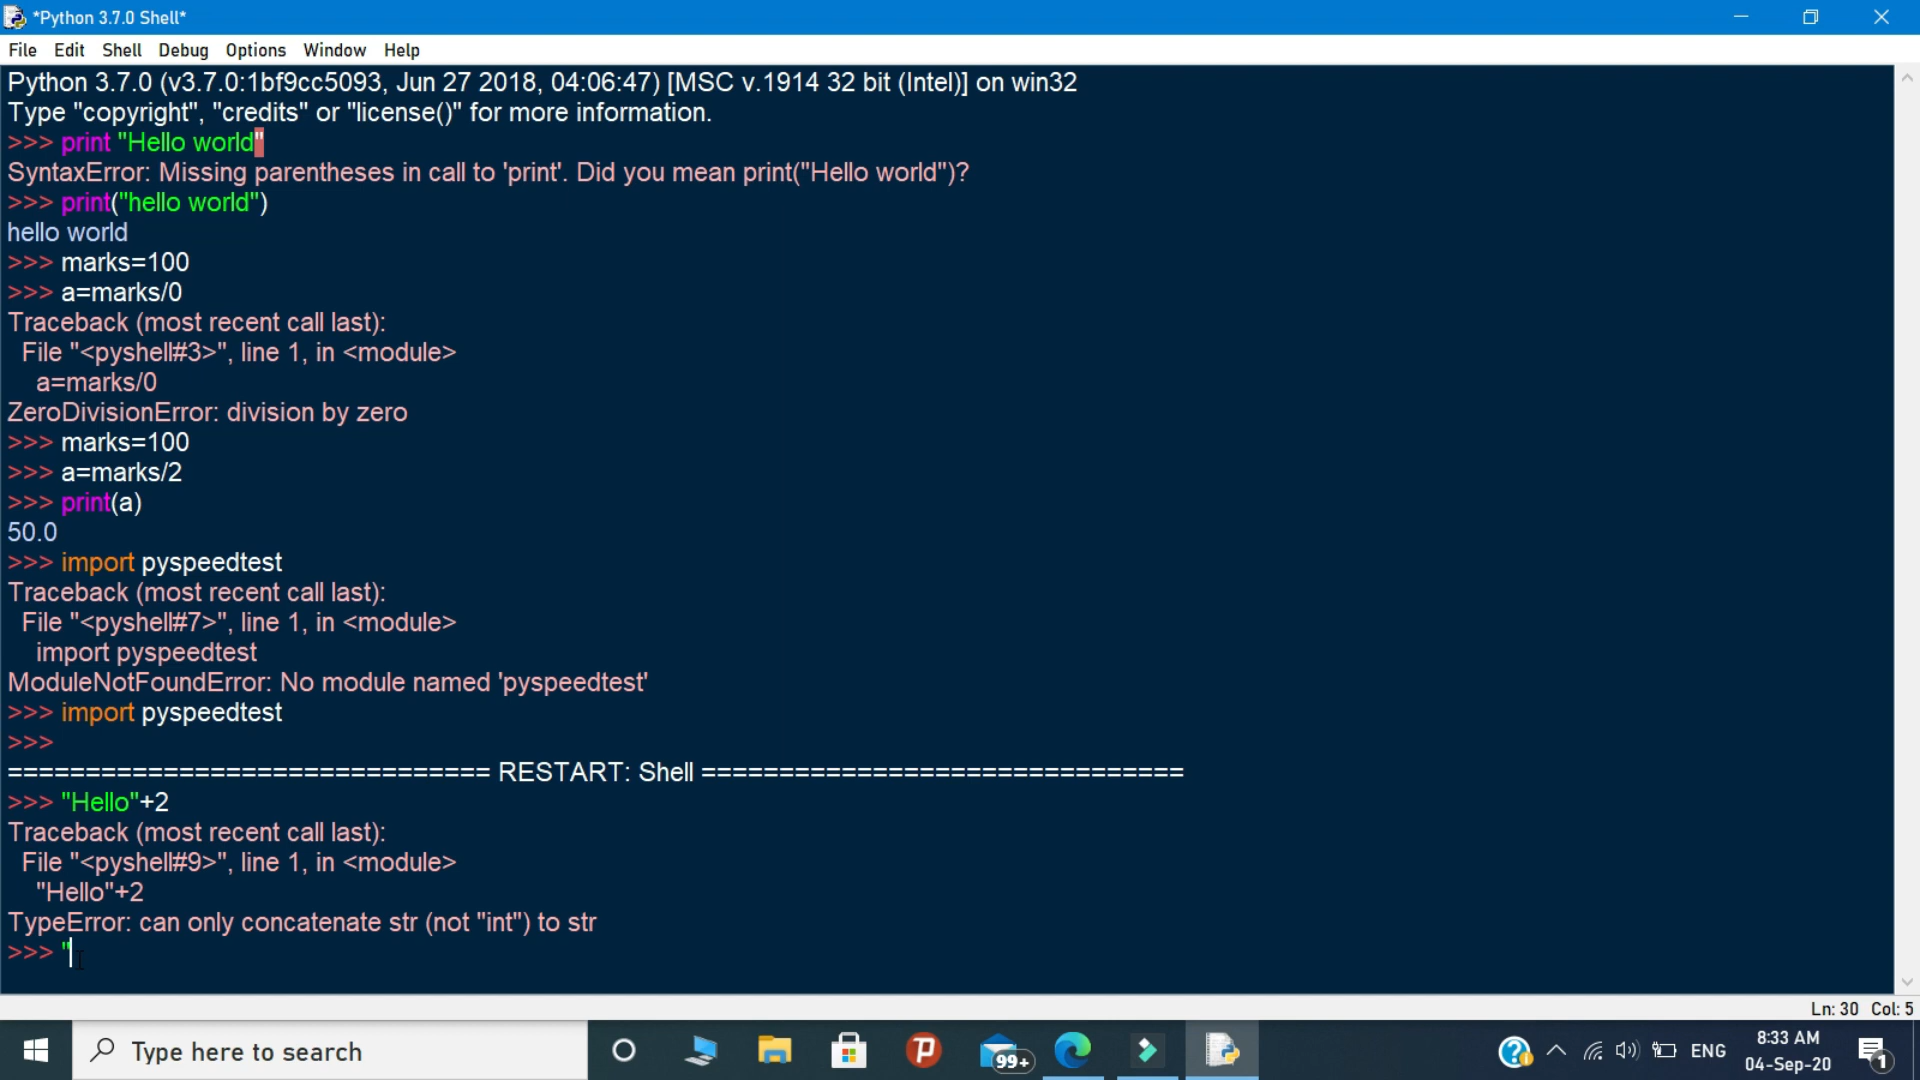 *Python 3.7.0 Shell*
File Edit Shell Debug Options Window Help
Python 3.7.0 (v3.7.0:1bf9cc5093, Jun 27 2018, 04:06:47) [MSC v.1914 32 bit (Intel)] on win32
Type "copyright", "credits" or "license()" for more information.
>>> print "Hello world"
SyntaxError: Missing parentheses in call to 'print'. Did you mean print("Hello world")?
>>> print("hello world")
hello world
>>> marks=100
>>> a=marks/0
Traceback (most recent call last):
  File "<pyshell#3>", line 1, in <module>
    a=marks/0
ZeroDivisionError: division by zero
>>> marks=100
>>> a=marks/2
>>> print(a)
50.0
>>> import pyspeedtest
Traceback (most recent call last):
  File "<pyshell#7>", line 1, in <module>
    import pyspeedtest
ModuleNotFoundError: No module named 'pyspeedtest'
>>> import pyspeedtest
>>>
=============================== RESTART: Shell ===============================
>>> "Hello"+2
Traceback (most recent call last):
  File "<pyshell#9>", line 1, in <module>
    "Hello"+2
TypeError: can only concatenate str (not "int") to str
>>> "
Ln: 30 Col: 5
Type here to search
99+
ENG
8:33 AM
04-Sep-20
1